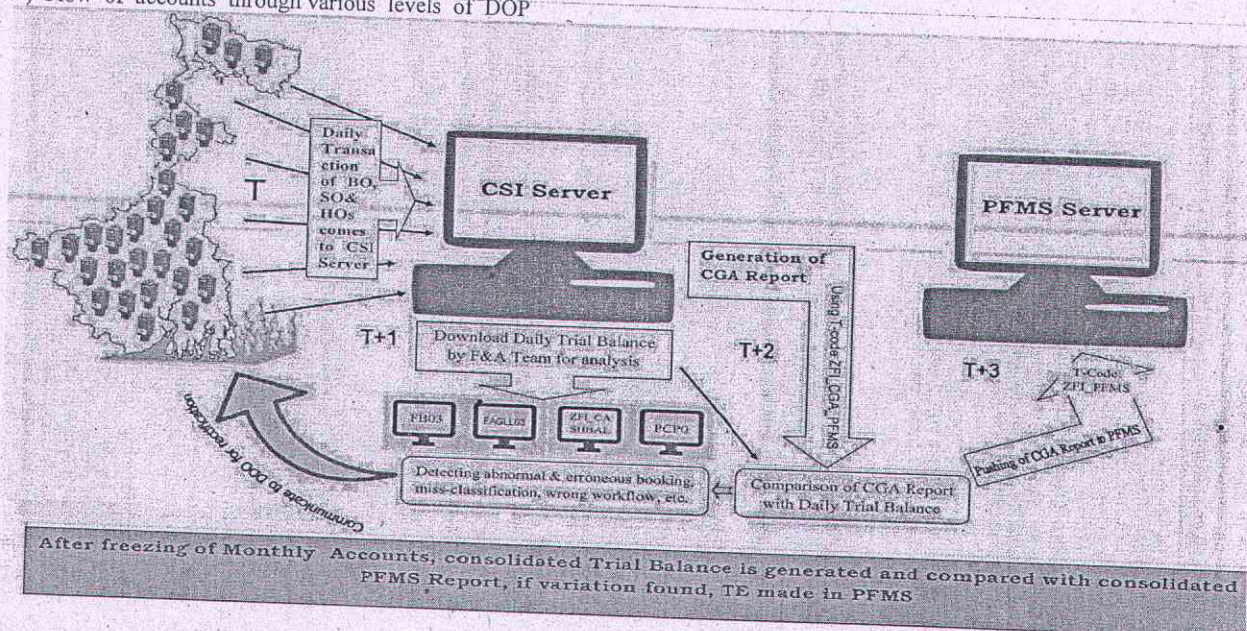 of accounts through various levels of DOP
T
Daily
Transa
ction
of BO,
SO&
HOs
comes
to CSI
Server
CSI Server
PFMS Server
Generation of
CGA Report
Using T-code ZFI_CGA_PFMS
T+1
Download Daily Trial Balance
by F&A Team for analysis
T+2
T+3
T-Code:
ZFI_PFMS
FB03
FAGLL03
ZFI_CA
SHBAL
PCP0
Pushing of CGA Report to PFMS
Detecting abnormal & erroneous booking,
miss-classification, wrong workflow, etc.
Comparison of CGA Report
with Daily Trial Balance
Communicate to DDO for rectification
After freezing of Monthly Accounts, consolidated Trial Balance is generated and compared with consolidated
PFMS Report, if variation found, TE made in PFMS